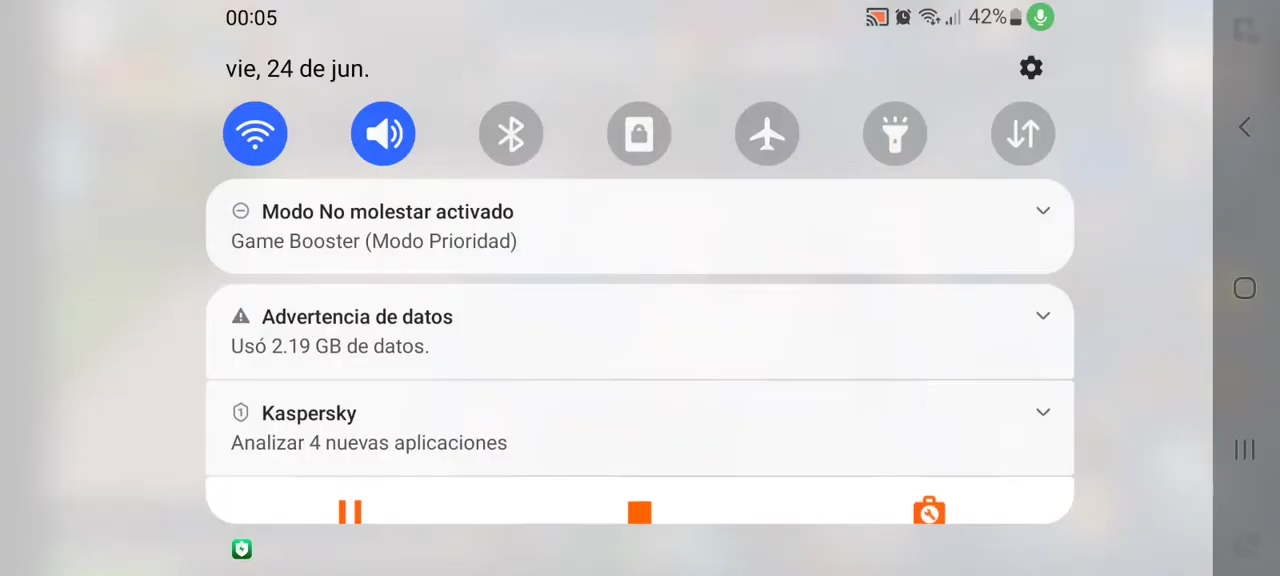 00:05
42%
vie, 24 de jun.
Modo No molestar activado
Game Booster (Modo Prioridad)
Advertencia de datos
Usó 2.19 GB de datos.
Kaspersky
Analizar 4 nuevas aplicaciones